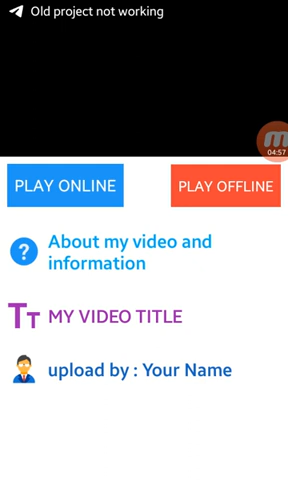 Old project not working
04:57
PLAY ONLINE
PLAY OFFLINE
?
About my video and
information
TT MY VIDEO TITLE
upload by : Your Name